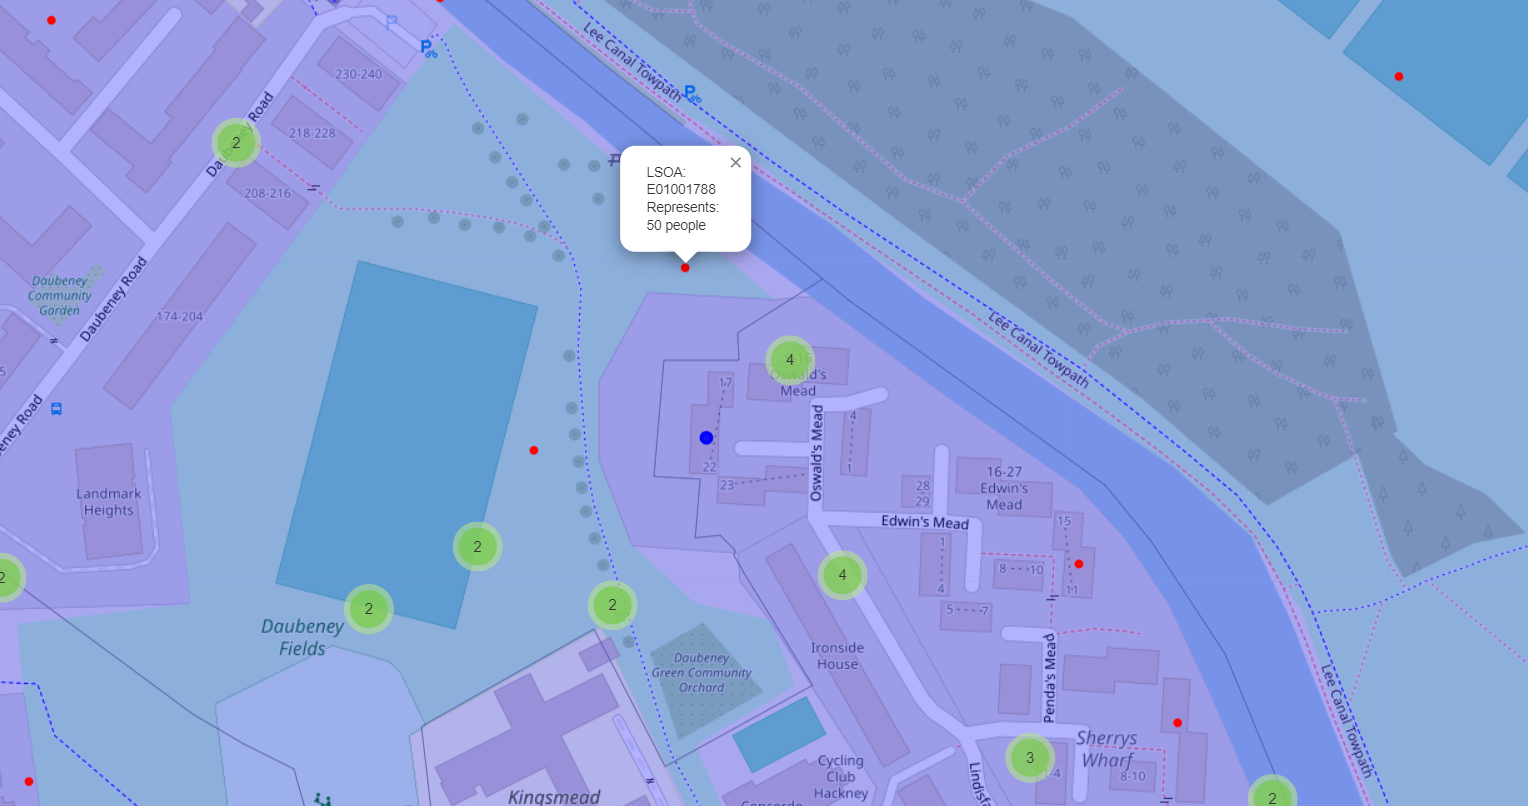 230-240
Lee Canal Towpath
218-228
2
Daubeney Road
208-216
LSOA:
E01001788
Represents:
50 people
×
Daubeney
Community
Garden
Daubeney Road
174-204
Lee Canal Towpath
4
16
Oswald's
Mead
17
22
23
4
1
Oswald's Mead
Landmark
Heights
28
29
16-27
Edwin's
Mead
Edwin's Mead
15
11
1
4
8
10
5
7
2
2
2
2
4
Daubeney
Fields
Daubeney
Green Community
Orchard
Ironside
House
Penda's Mead
Lee Canal Towpath
Sherrys
Wharf
3
8-10
Cycling
Club
Hackney
Kingsmead
2